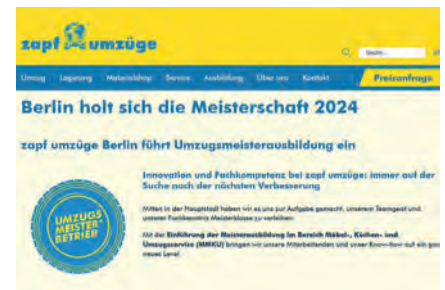 zapf umzüge
Suche...
Umzug Lagerung Materialshop Service Ausbildung Über uns Kontakt Preisanfrage
Berlin holt sich die Meisterschaft 2024
zapf umzüge Berlin führt Umzugsmeisterausbildung ein
Innovation und Fachkompetenz bei zapf umzüge: immer auf der
Suche nach der nächsten Verbesserung
UMZUGS
MEISTER
BETRIEB
Mitten in der Hauptstadt haben wir es uns zur Aufgabe gemacht, unserem Teamgeist und
unserer Fachkenntnis Meisterklasse zu verleihen.
Mit der Einführung der Meisterausbildung im Bereich Möbel-, Küchen- und
Umzugsservice (MMKU) bringen wir unsere Mitarbeitenden und unser Know-how auf ein ganz
neues Level